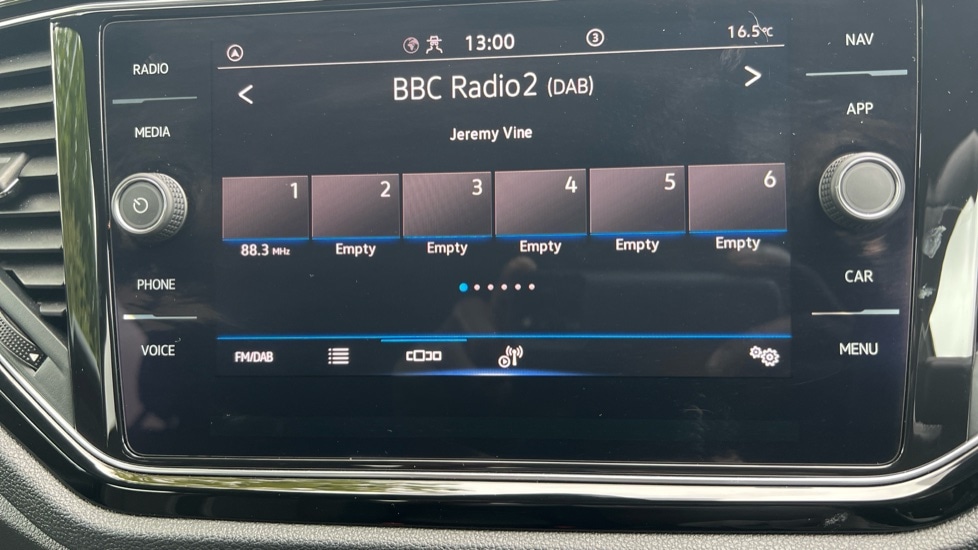 13:00
3
16.5°C
NAV
RADIO
BBC Radio2 (DAB)
APP
MEDIA
Jeremy Vine
1 2 3 4 5 6
88.3 MHz Empty Empty Empty Empty Empty
PHONE
CAR
VOICE
FM/DAB
MENU